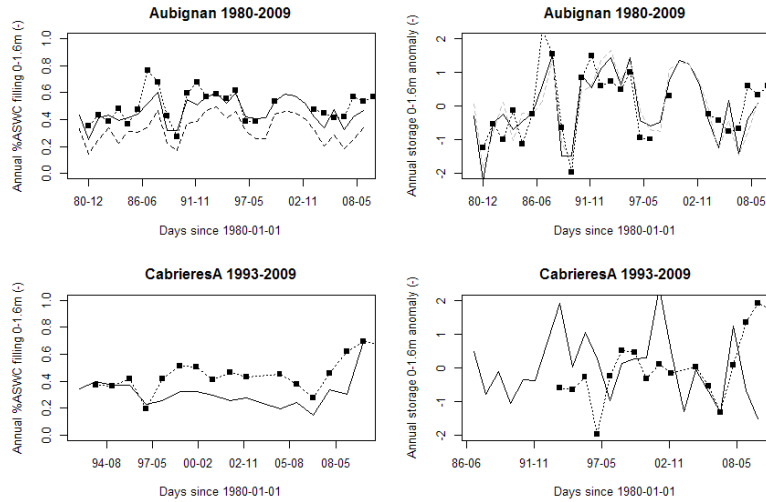 Aubignan 1980-2009
Annual %ASWC filling 0-1.6m (-)
1.0
0.8
0.6
0.4
0.2
0.0
80-12 86-06 91-11 97-05 02-11 08-05
Days since 1980-01-01
Aubignan 1980-2009
Annual storage 0-1.6m anomaly (-)
2
1
0
-1
-2
80-12 86-06 91-11 97-05 02-11 08-05
Days since 1980-01-01
CabrieresA 1993-2009
Annual %ASWC filling 0-1.6m (-)
1.0
0.8
0.6
0.4
0.2
0.0
94-08 97-05 00-02 02-11 05-08 08-05
Days since 1980-01-01
CabrieresA 1993-2009
Annual storage 0-1.6m anomaly (-)
2
1
0
-1
-2
86-06 91-11 97-05 02-11 08-05
Days since 1980-01-01